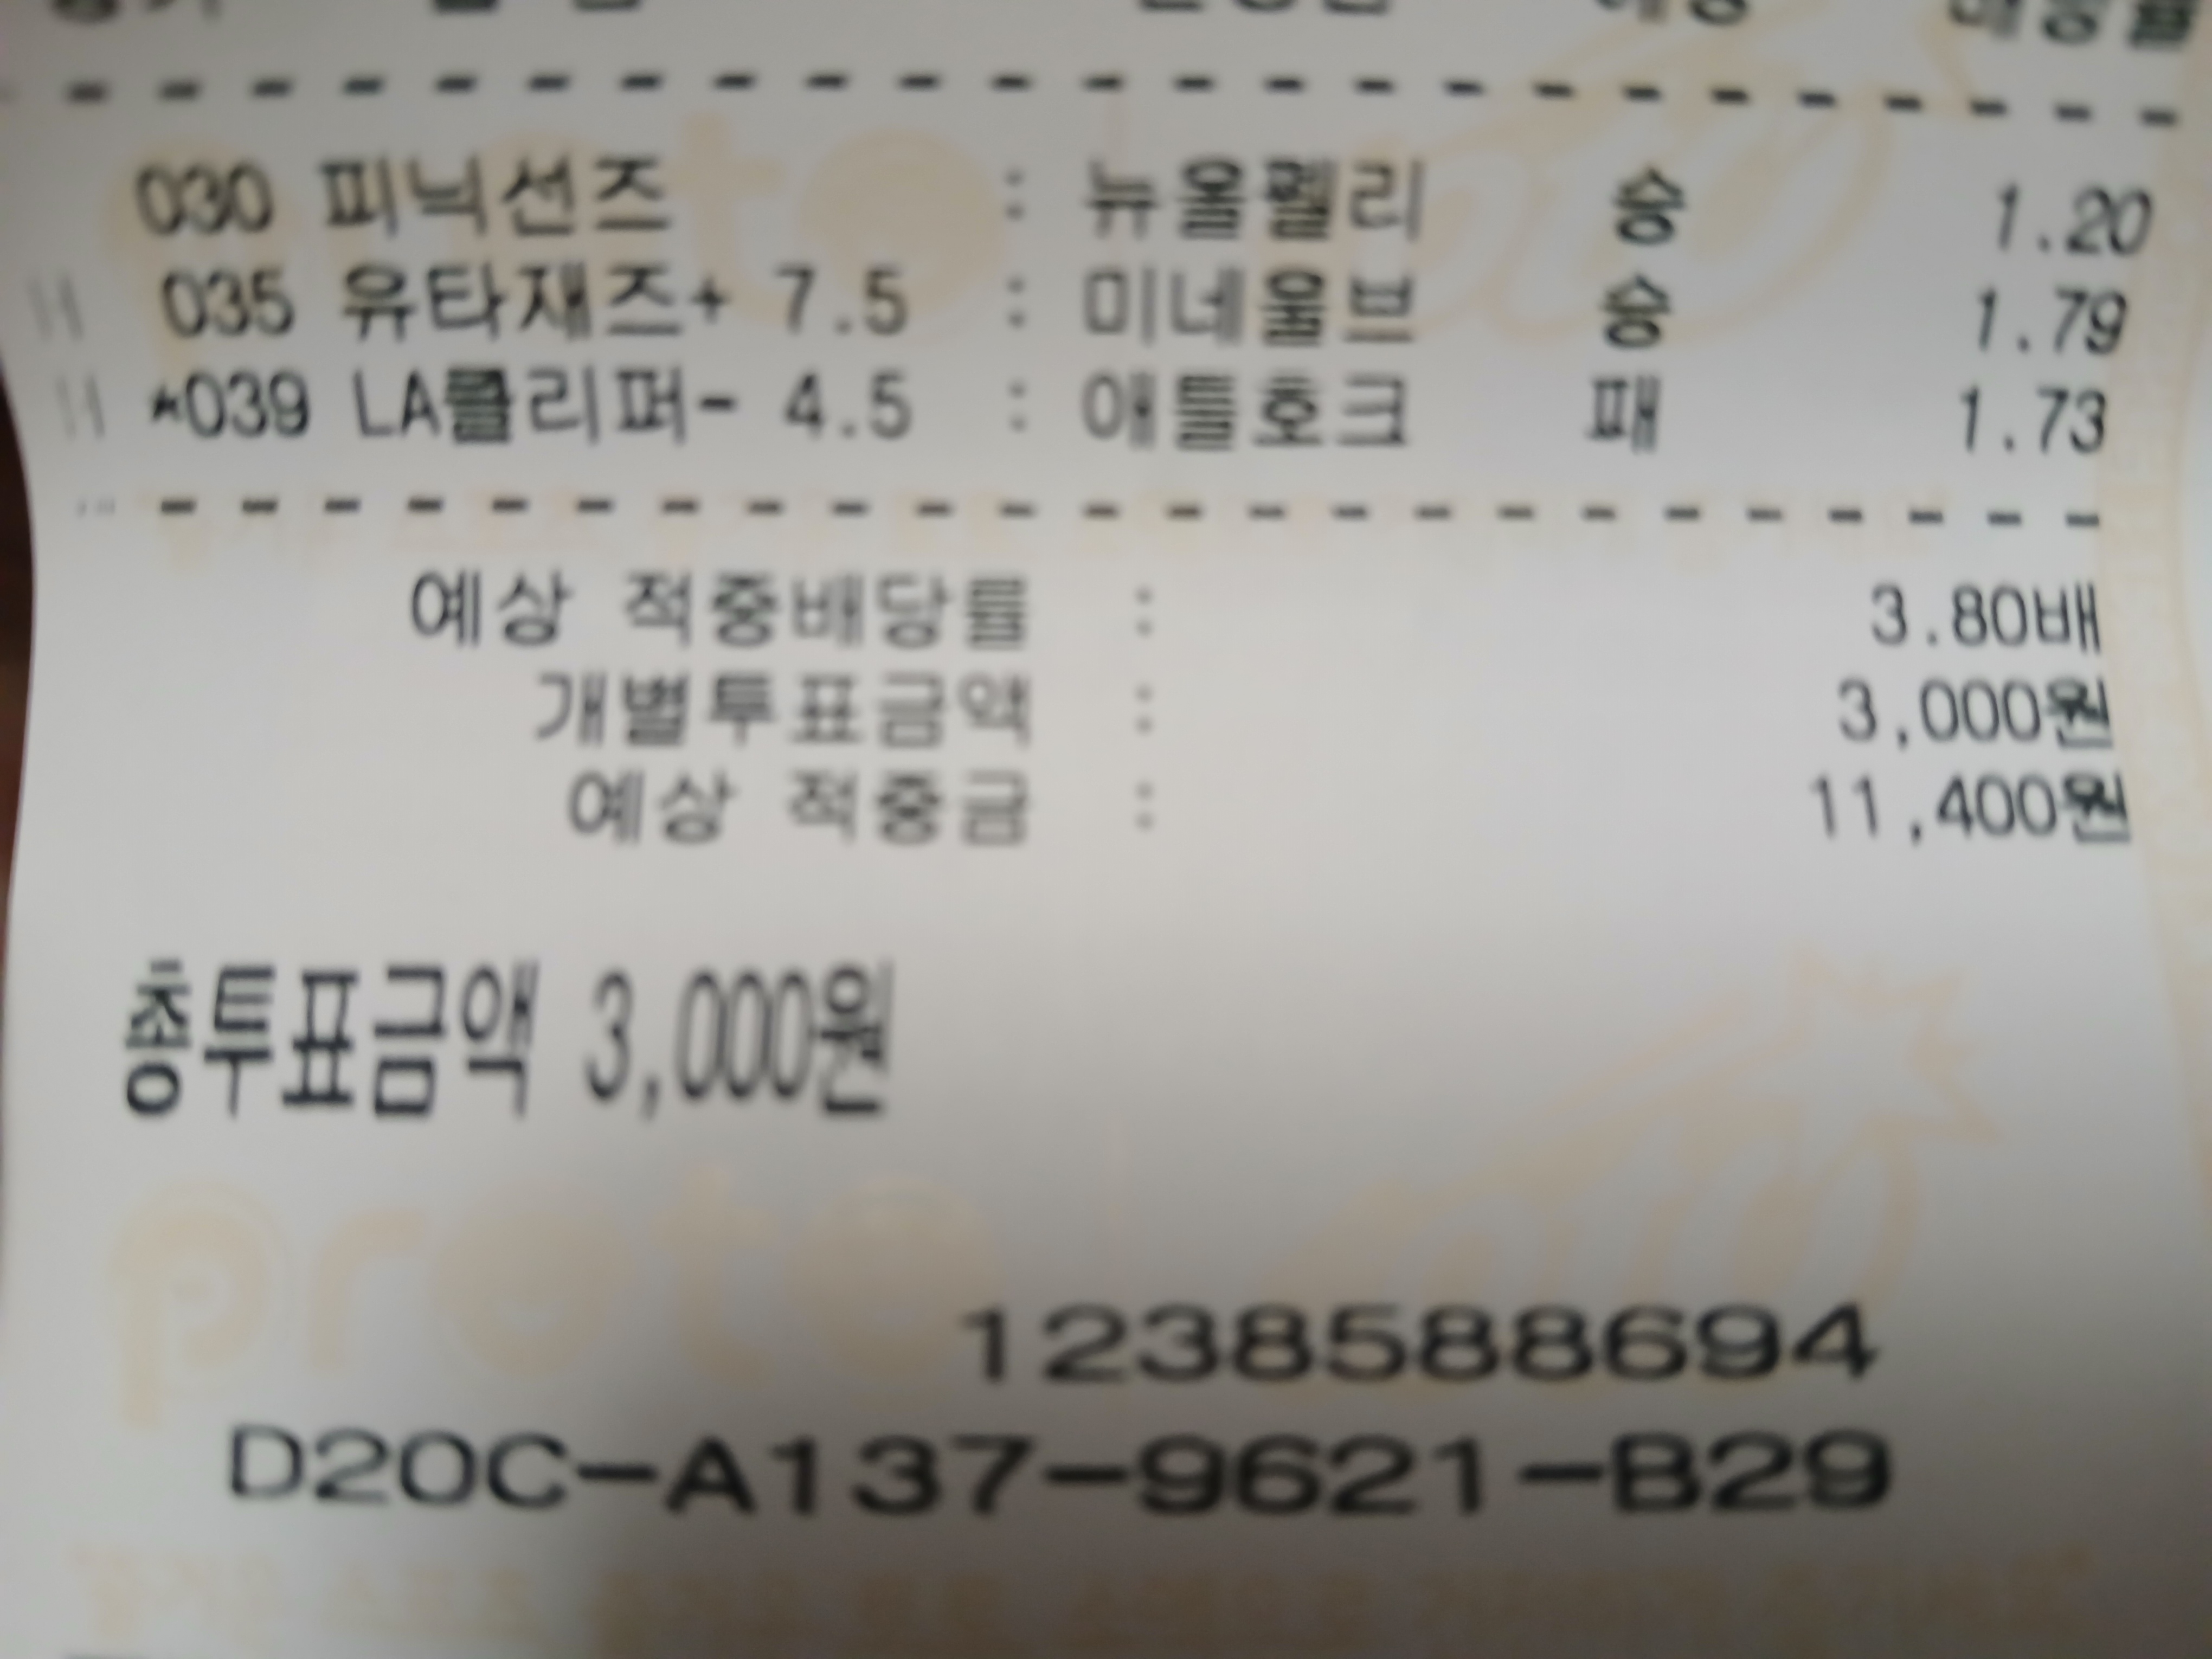 030 피닉선즈 : 뉴올펠리 승 1.20
H 035 유타재즈+ 7.5 : 미네울브 승 1.79
H *039 LA클리퍼- 4.5 : 애틀호크 패 1.73
예상 적중배당률 : 3.80배
개별투표금액 : 3,000원
예상 적중금 : 11,400원
총투표금액 3,000원
proto
1238588694
D20C-A137-9621-B29